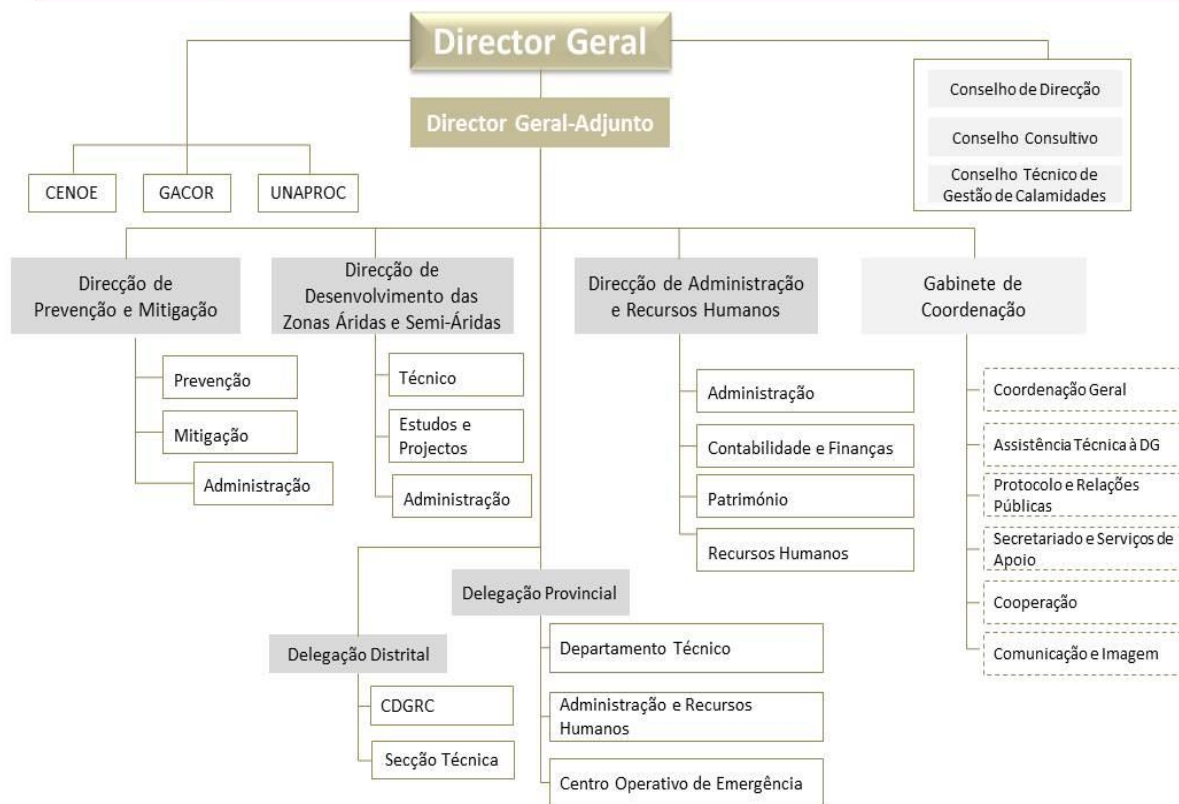 Director Geral
Director Geral-Adjunto
Conselho de Direcção
Conselho Consultivo
Conselho Técnico de
Gestão de Calamidades
CENOE
GACOR
UNAPROC
Direcção de
Prevenção e Mitigação
Direcção de
Desenvolvimento das
Zonas Áridas e Semi-Áridas
Direcção de Administração
e Recursos Humanos
Gabinete de
Coordenação
Prevenção
Mitigação
Administração
Técnico
Estudos e
Projectos
Administração
Administração
Contabilidade e Finanças
Património
Recursos Humanos
Coordenação Geral
Assistência Técnica à DG
Protocolo e Relações
Públicas
Secretariado e Serviços de
Apoio
Cooperação
Comunicação e Imagem
Delegação Distrital
CDGRC
Secção Técnica
Delegação Provincial
Departamento Técnico
Administração e Recursos
Humanos
Centro Operativo de Emergência